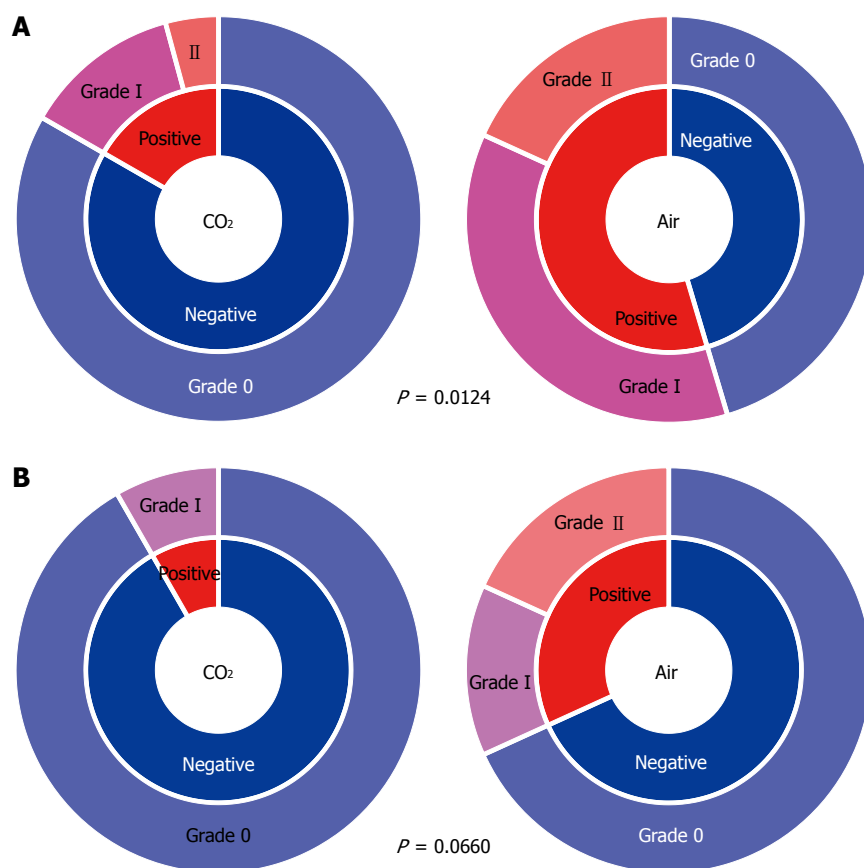 A
Ⅱ
Grade I
Positive
CO₂
Negative
Grade 0
Grade 0
Grade Ⅱ
Negative
Air
Positive
Grade I
P = 0.0124
B
Grade I
Positive
CO₂
Negative
Grade 0
Grade Ⅱ
Positive
Grade I
Air
Negative
Grade 0
P = 0.0660